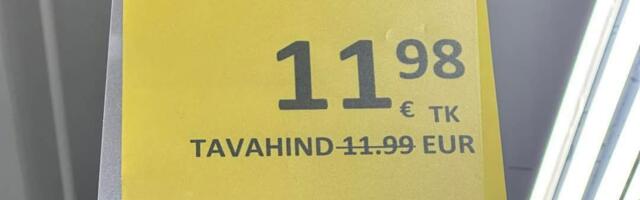 11 98
€ TK
TAVAHIND 11.99 EUR